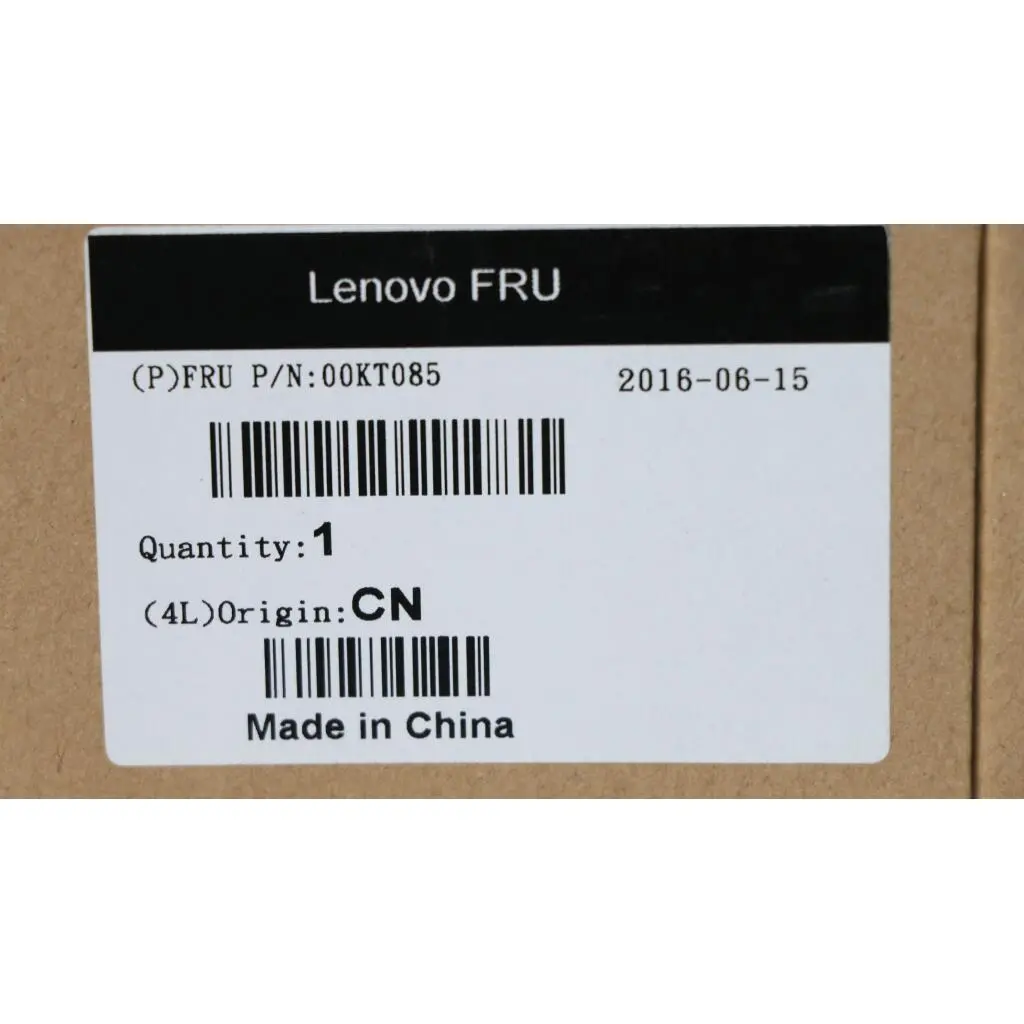 Lenovo FRU
(P)FRU P/N:00KT085 2016-06-15
Quantity:1
(4L)Origin:CN
Made in China